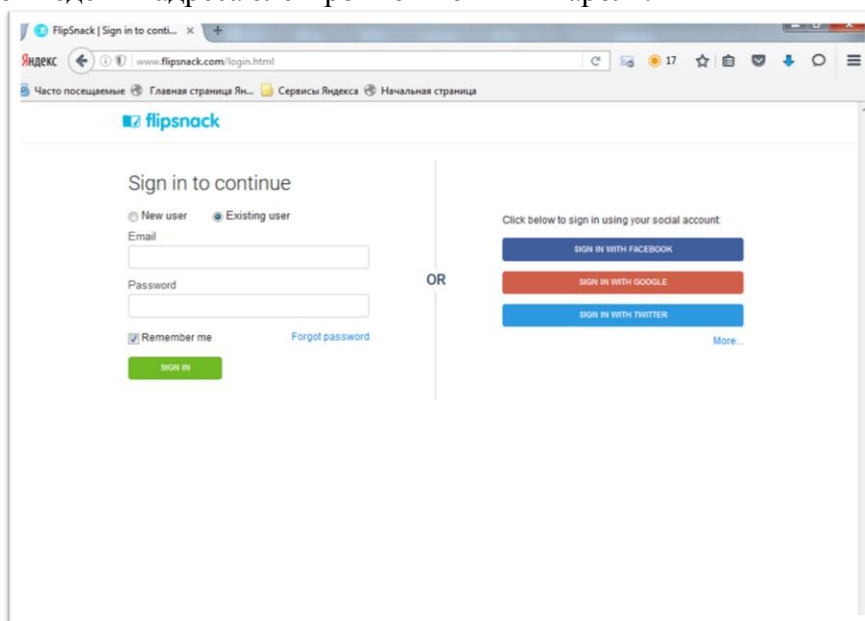 FlipSnack | Sign in to conti... ×
Яндекс www.flipsnack.com/login.html 17
Часто посещаемые Главная страница Ян... Сервисы Яндекса Начальная страница
flipsnack
Sign in to continue
New user Existing user
Email
Password
Remember me Forgot password
SIGN IN
OR
Click below to sign in using your social account:
SIGN IN WITH FACEBOOK
SIGN IN WITH GOOGLE
SIGN IN WITH TWITTER
More...